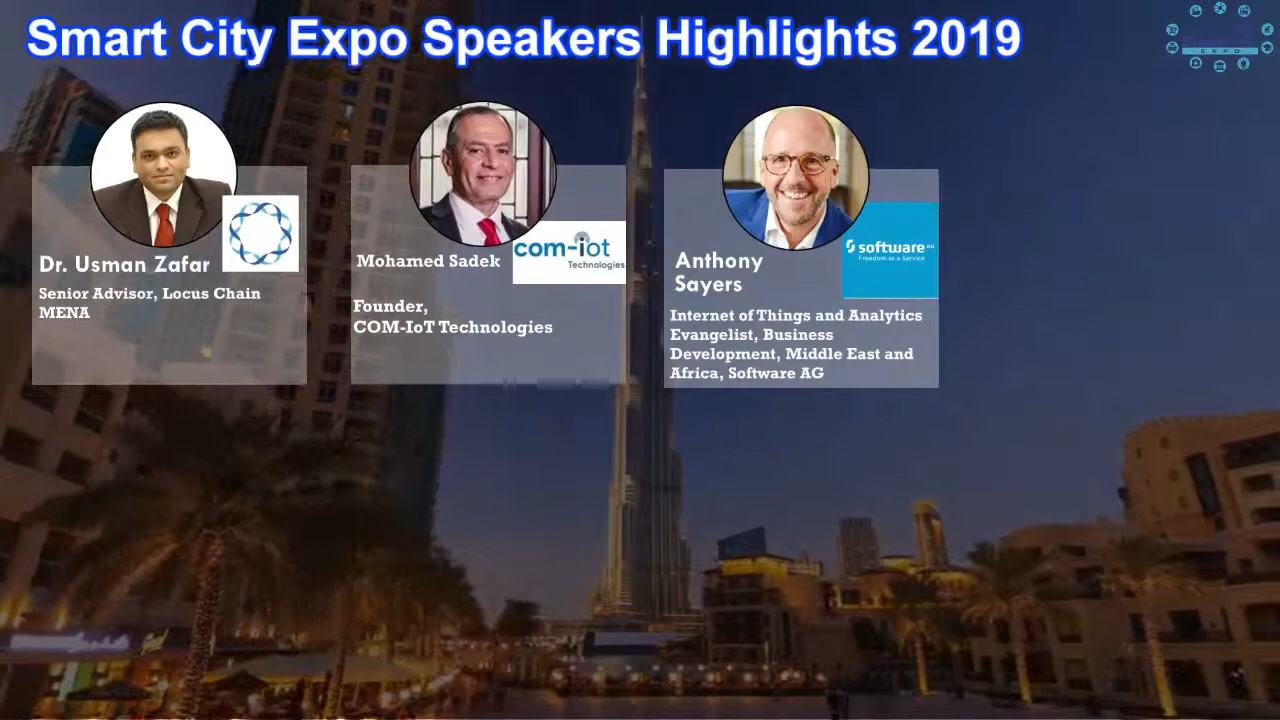 Smart City Expo Speakers Highlights 2019
EXPO
Dr. Usman Zafar
Senior Advisor, Locus Chain
MENA
com-iot
Technologies
Mohamed Sadek
Founder,
COM-IoT Technologies
software AG
Freedom as a Service
Anthony
Sayers
Internet of Things and Analytics
Evangelist, Business
Development, Middle East and
Africa, Software AG